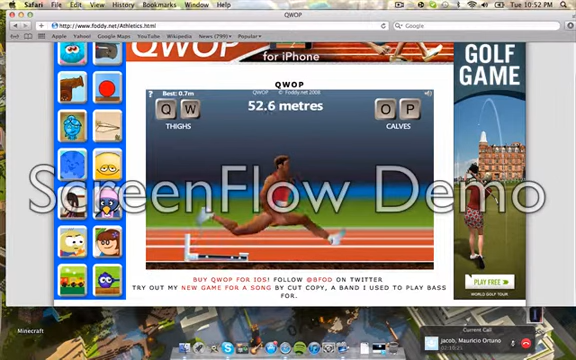 Safari File Edit View History Bookmarks Window Help
Tue 10:52 PM
QWOP
http://www.foddy.net/Athletics.html
Google
Apple Yahoo! Google Maps YouTube Wikipedia News (799) Popular
QWOP
for iPhone
GOLF
GAME
QWOP
? Best: 0.7m
QWOP © Foddy.net 2008
52.6 metres
Q W
O P
THIGHS
CALVES
ScreenFlow Demo
PLAY FREE
WORLD GOLF TOUR
BUY QWOP FOR IOS! FOLLOW @BFOD ON TWITTER
TRY OUT MY NEW GAME FOR A SONG BY CUT COPY, A BAND I USED TO PLAY BASS
FOR.
Minecraft
Current Call
Jacob, Mauricio Ortano